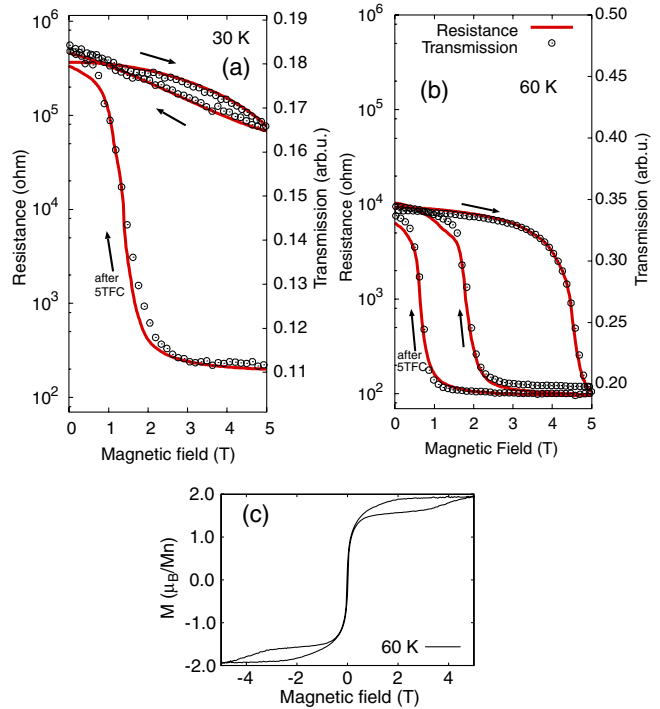 30 K
(a)
10^6
10^5
10^4
10^3
10^2
Resistance (ohm)
0 1 2 3 4 5
Magnetic field (T)
0.19
0.18
0.17
0.16
0.15
0.14
0.13
0.12
0.11
Transmission (arb.u.)
after
5TFC
Resistance
Transmission
(b)
60 K
10^6
10^5
10^4
10^3
10^2
Resistance (ohm)
0 1 2 3 4 5
Magnetic Field (T)
0.50
0.45
0.40
0.35
0.30
0.25
0.20
Transmission (arb.u.)
after
5TFC
(c)
2.0
1.0
0.0
-1.0
-2.0
M (μ_B/Mn)
60 K
-4 -2 0 2 4
Magnetic field (T)